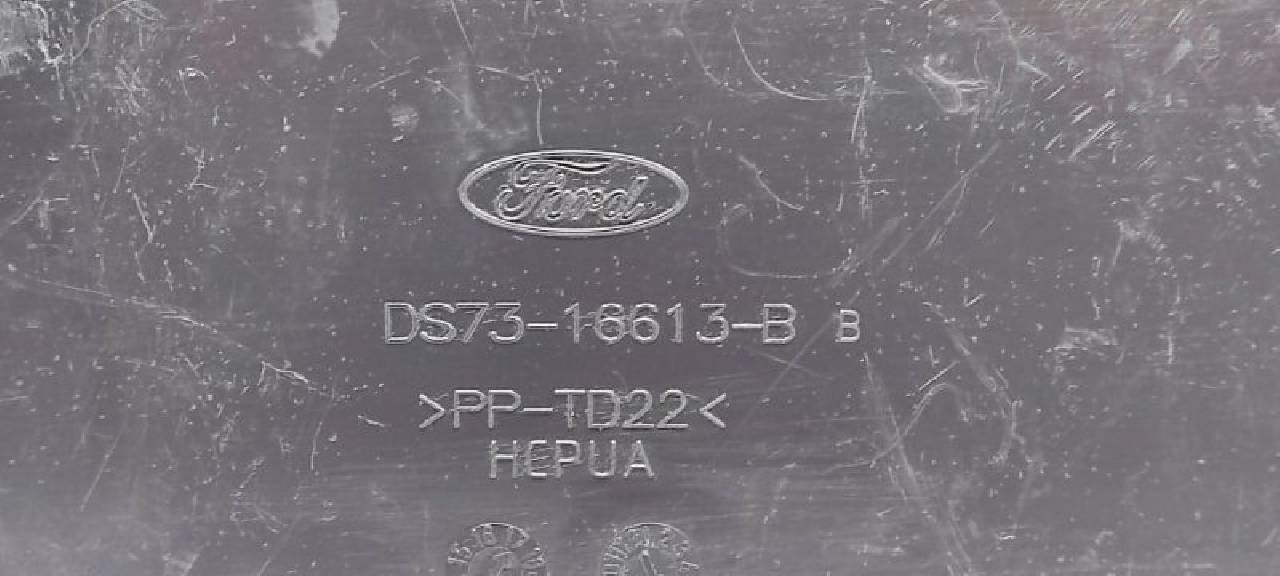 Ford
DS73-16613-B B
>PP-TD22<
HEPUA